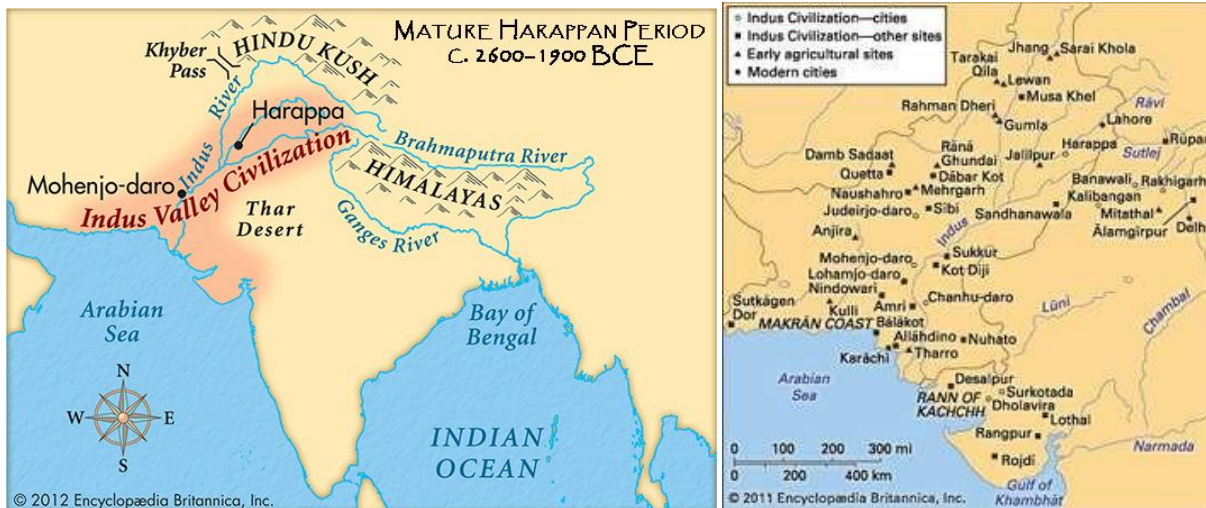 MATURE HARAPPAN PERIOD
C. 2600–1900 BCE
Khyber
Pass
HINDU KUSH
Indus River
Harappa
Mohenjo-daro
Indus Valley Civilization
Brahmaputra River
HIMALAYAS
Thar
Desert
Ganges River
Arabian
Sea
Bay of
Bengal
N
W
E
S
INDIAN
OCEAN
© 2012 Encyclopædia Britannica, Inc.
Indus Civilization—cities
Indus Civilization—other sites
Early agricultural sites
Modern cities
Jhang
Sarai Khola
Tarakai
Qila
Lewan
Musa Khel
Rahman Dheri
Gumla
Rāvi
Lahore
Harappa
Rūpar
Sutlej
Damb Sadaat
Quetta
Rānā
Ghundai
Dābar Kot
Jalilpur
Naushahro
Mehrgarh
Banawali
Rakhigarh
Kalibangan
Judeirjo-daro
Sibi
Sandhanawala
Mitathal
Ālamgīrpur
Delh
Anjira
Indus
Sukkur
Mohenjo-daro
Kot Diji
Lohamjo-daro
Nindowari
Sutkāgen
Dor
Kulli
Amri
Chanhu-daro
Lūni
Chambal
MAKRĀN COAST
Bālākot
Allāhdino
Nuhato
Karāchi
Tharro
Arabian
Sea
Desalpur
Surkotada
RANN OF
KACHCHH
Dholavira
Lothal
Rangpur
Narmada
Rojdi
0 100 200 300 mi
0 200 400 km
Gulf of
Khambhāt
© 2011 Encyclopædia Britannica, Inc.